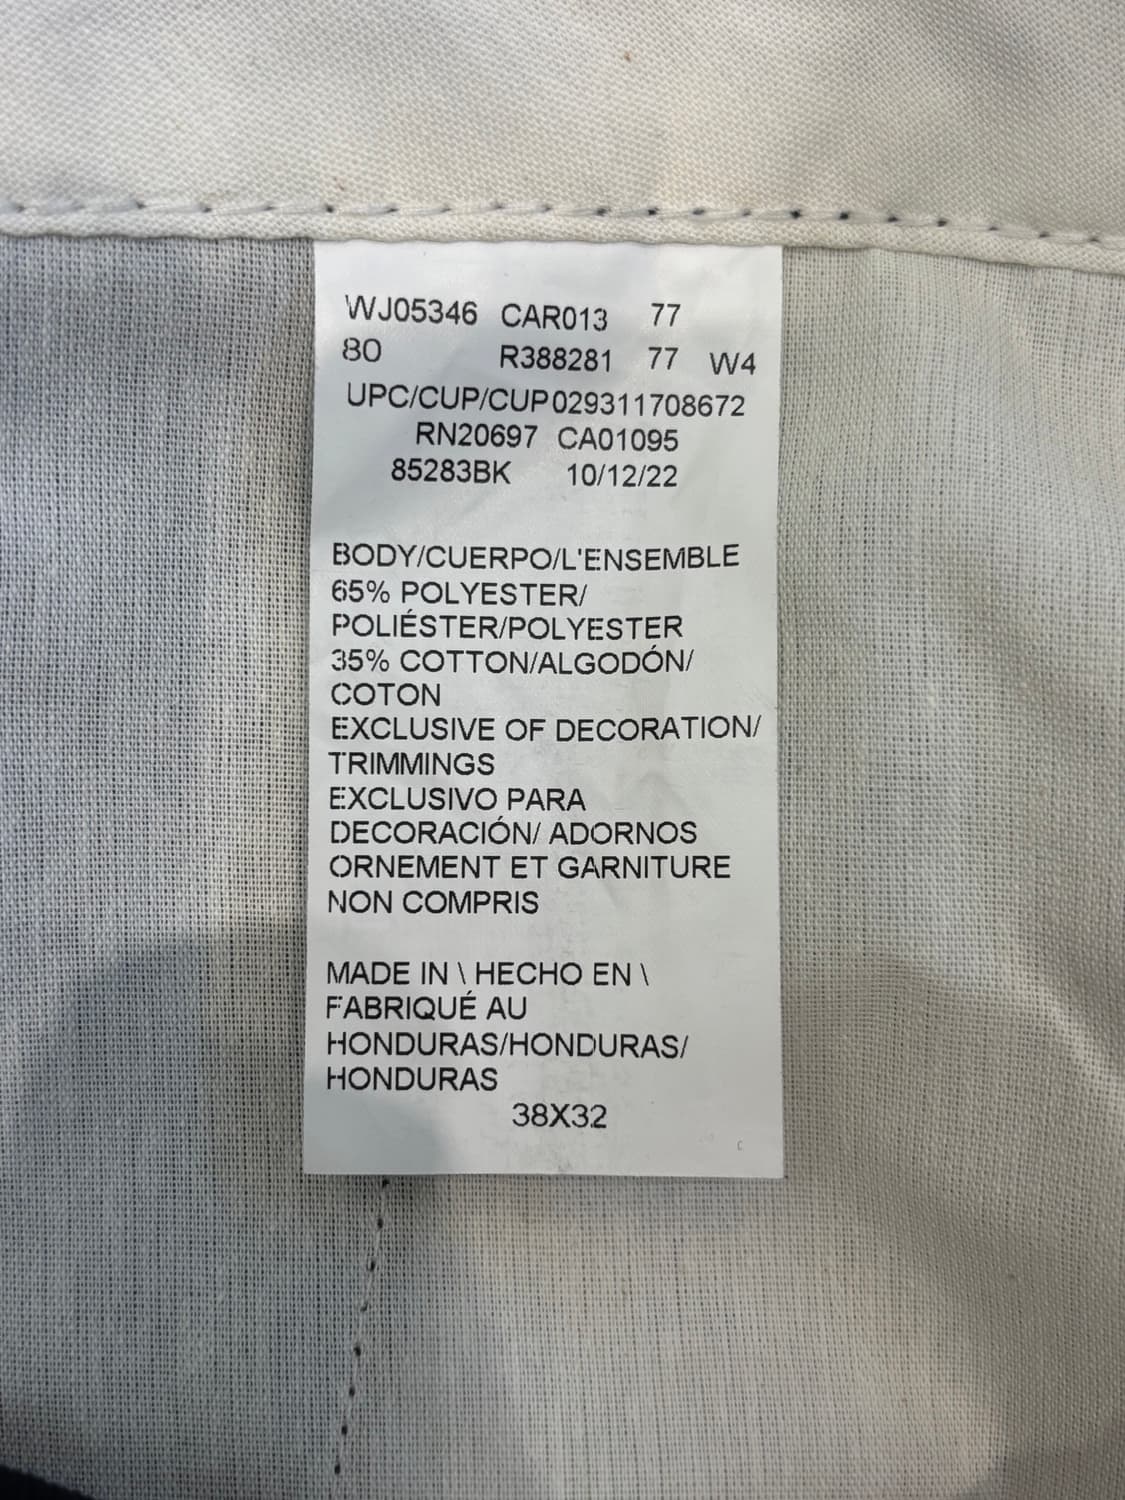 WJ05346 CAR013 77
80 R388281 77 W4
UPC/CUP/CUP029311708672
RN20697 CA01095
85283BK 10/12/22
BODY/CUERPO/L'ENSEMBLE
65% POLYESTER/
POLIÉSTER/POLYESTER
35% COTTON/ALGODÓN/
COTON
EXCLUSIVE OF DECORATION/
TRIMMINGS
EXCLUSIVO PARA
DECORACIÓN/ ADORNOS
ORNEMENT ET GARNITURE
NON COMPRIS
MADE IN \ HECHO EN \
FABRIQUÉ AU
HONDURAS/HONDURAS/
HONDURAS
38X32